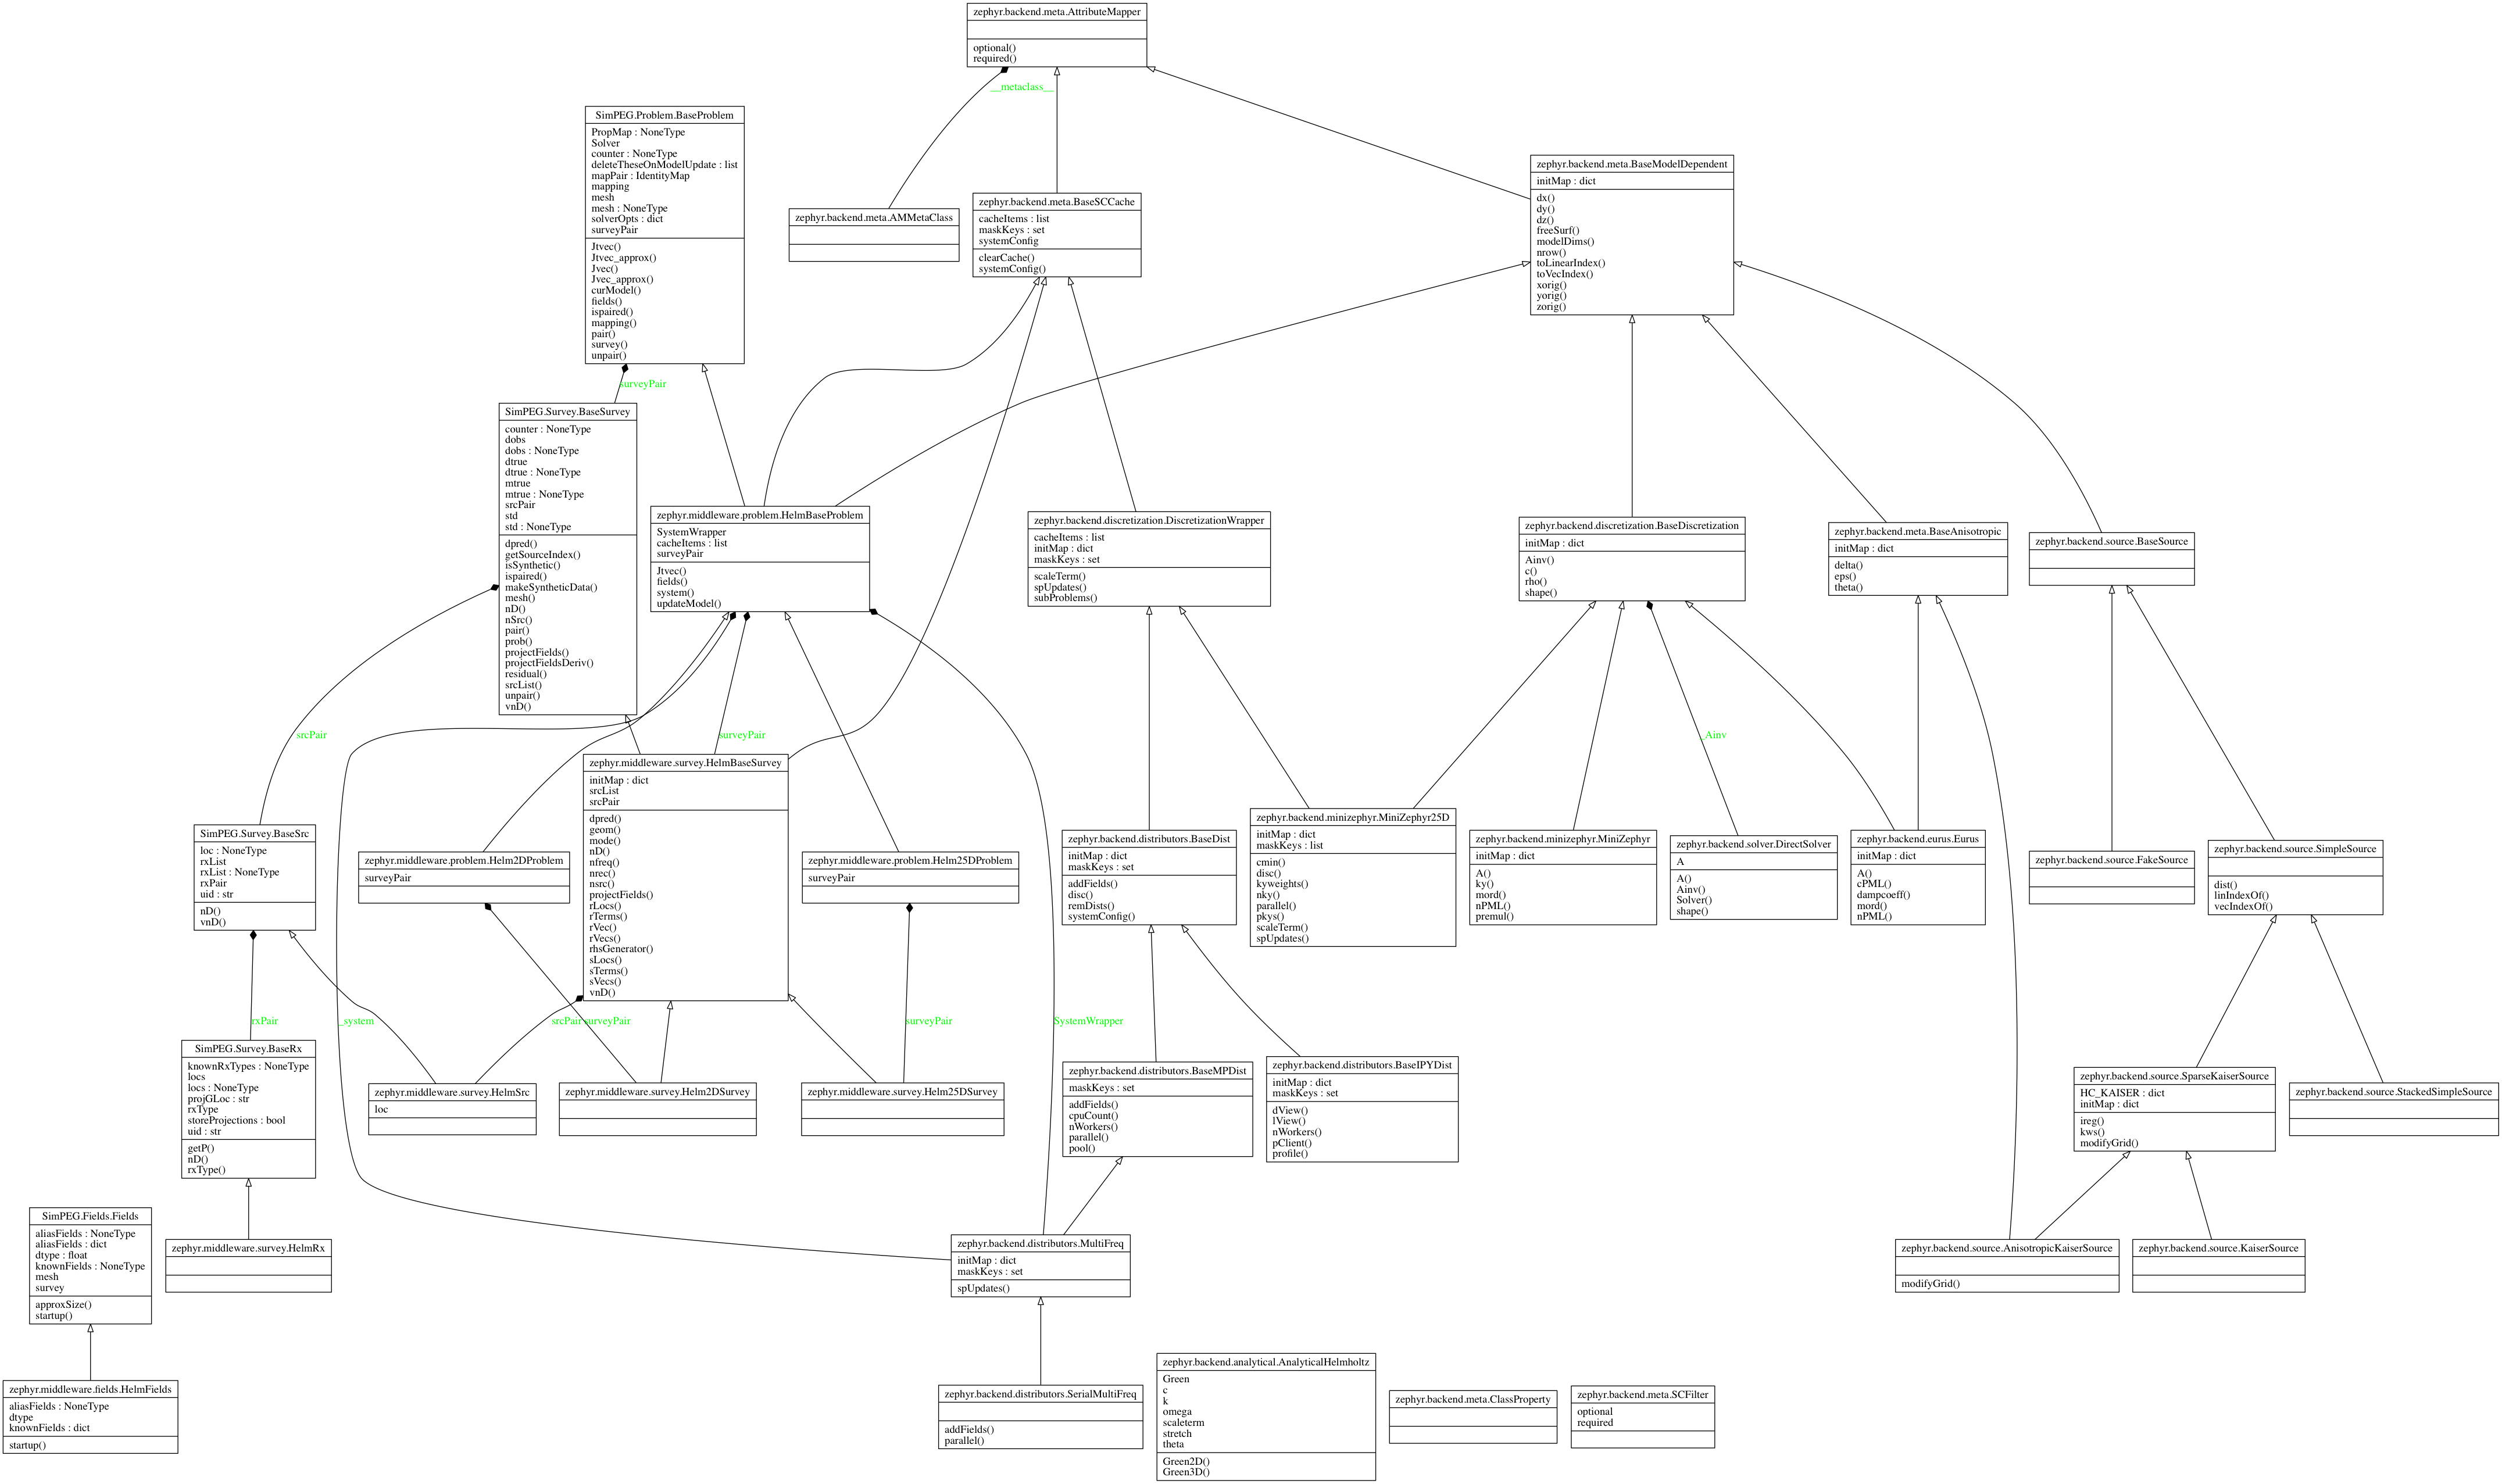 zephyr.backend.meta.AttributeMapper
optional()
required()
__metaclass__
SimPEG.Problem.BaseProblem
PropMap : NoneType
Solver
counter : NoneType
deleteTheseOnModelUpdate : list
mapPair : IdentityMap
mapping
mesh
mesh : NoneType
solverOpts : dict
surveyPair
Jtvec()
Jtvec_approx()
Jvec()
Jvec_approx()
curModel()
fields()
ispaired()
mapping()
pair()
survey()
unpair()
zephyr.backend.meta.AMMetaClass
zephyr.backend.meta.BaseSCCache
cacheItems : list
maskKeys : set
systemConfig
clearCache()
systemConfig()
zephyr.backend.meta.BaseModelDependent
initMap : dict
dx()
dy()
dz()
freeSurf()
modelDims()
nrow()
toLinearIndex()
toVecIndex()
xorig()
yorig()
zorig()
surveyPair
SimPEG.Survey.BaseSurvey
counter : NoneType
dobs
dobs : NoneType
dtrue
dtrue : NoneType
mtrue
mtrue : NoneType
srcPair
std
std : NoneType
dpred()
getSourceIndex()
isSynthetic()
ispaired()
makeSyntheticData()
mesh()
nD()
nSrc()
pair()
prob()
projectFields()
projectFieldsDeriv()
residual()
srcList()
unpair()
vnD()
zephyr.middleware.problem.HelmBaseProblem
SystemWrapper
cacheItems : list
surveyPair
Jtvec()
fields()
system()
updateModel()
zephyr.backend.discretization.DiscretizationWrapper
cacheItems : list
initMap : dict
maskKeys : set
scaleTerm()
spUpdates()
subProblems()
zephyr.backend.discretization.BaseDiscretization
initMap : dict
Ainv()
c()
rho()
shape()
zephyr.backend.meta.BaseAnisotropic
initMap : dict
delta()
eps()
theta()
zephyr.backend.source.BaseSource
srcPair
surveyPair
_Ainv
SimPEG.Survey.BaseSrc
loc : NoneType
rxList
rxList : NoneType
rxPair
uid : str
nD()
vnD()
zephyr.middleware.problem.Helm2DProblem
surveyPair
zephyr.middleware.survey.HelmBaseSurvey
initMap : dict
srcList
srcPair
dpred()
geom()
mode()
nD()
nfreq()
nrec()
nsrc()
projectFields()
rLocs()
rTerms()
rVec()
rVecs()
rhsGenerator()
sLocs()
sTerms()
sVecs()
vnD()
zephyr.middleware.problem.Helm25DProblem
surveyPair
zephyr.backend.distributors.BaseDist
initMap : dict
maskKeys : set
addFields()
disc()
remDists()
systemConfig()
zephyr.backend.minizephyr.MiniZephyr25D
initMap : dict
maskKeys : list
cmin()
disc()
kyweights()
nky()
parallel()
pkys()
scaleTerm()
spUpdates()
zephyr.backend.minizephyr.MiniZephyr
initMap : dict
A()
ky()
mord()
nPML()
premul()
zephyr.backend.solver.DirectSolver
A
A()
Ainv()
Solver()
shape()
zephyr.backend.eurus.Eurus
initMap : dict
A()
cPML()
dampcoeff()
mord()
nPML()
zephyr.backend.source.FakeSource
zephyr.backend.source.SimpleSource
dist()
linIndexOf()
vecIndexOf()
rxPair
_system
srcPair
surveyPair
surveyPair
SystemWrapper
SimPEG.Survey.BaseRx
knownRxTypes : NoneType
locs
locs : NoneType
projGLoc : str
rxType
storeProjections : bool
uid : str
getP()
nD()
rxType()
zephyr.middleware.survey.HelmSrc
loc
zephyr.middleware.survey.Helm2DSurvey
zephyr.middleware.survey.Helm25DSurvey
zephyr.backend.distributors.BaseMPDist
maskKeys : set
addFields()
cpuCount()
nWorkers()
parallel()
pool()
zephyr.backend.distributors.BaseIPYDist
initMap : dict
maskKeys : set
dView()
lView()
nWorkers()
pClient()
profile()
zephyr.backend.source.SparseKaiserSource
HC_KAISER : dict
initMap : dict
ireg()
kws()
modifyGrid()
zephyr.backend.source.StackedSimpleSource
SimPEG.Fields.Fields
aliasFields : NoneType
aliasFields : dict
dtype : float
knownFields : NoneType
mesh
survey
approxSize()
startup()
zephyr.middleware.survey.HelmRx
zephyr.backend.distributors.MultiFreq
initMap : dict
maskKeys : set
spUpdates()
zephyr.backend.source.AnisotropicKaiserSource
modifyGrid()
zephyr.backend.source.KaiserSource
zephyr.middleware.fields.HelmFields
aliasFields : NoneType
dtype
knownFields : dict
startup()
zephyr.backend.distributors.SerialMultiFreq
addFields()
parallel()
zephyr.backend.analytical.AnalyticalHelmholtz
Green
c
k
omega
scaleterm
stretch
theta
Green2D()
Green3D()
zephyr.backend.meta.ClassProperty
zephyr.backend.meta.SCFilter
optional
required